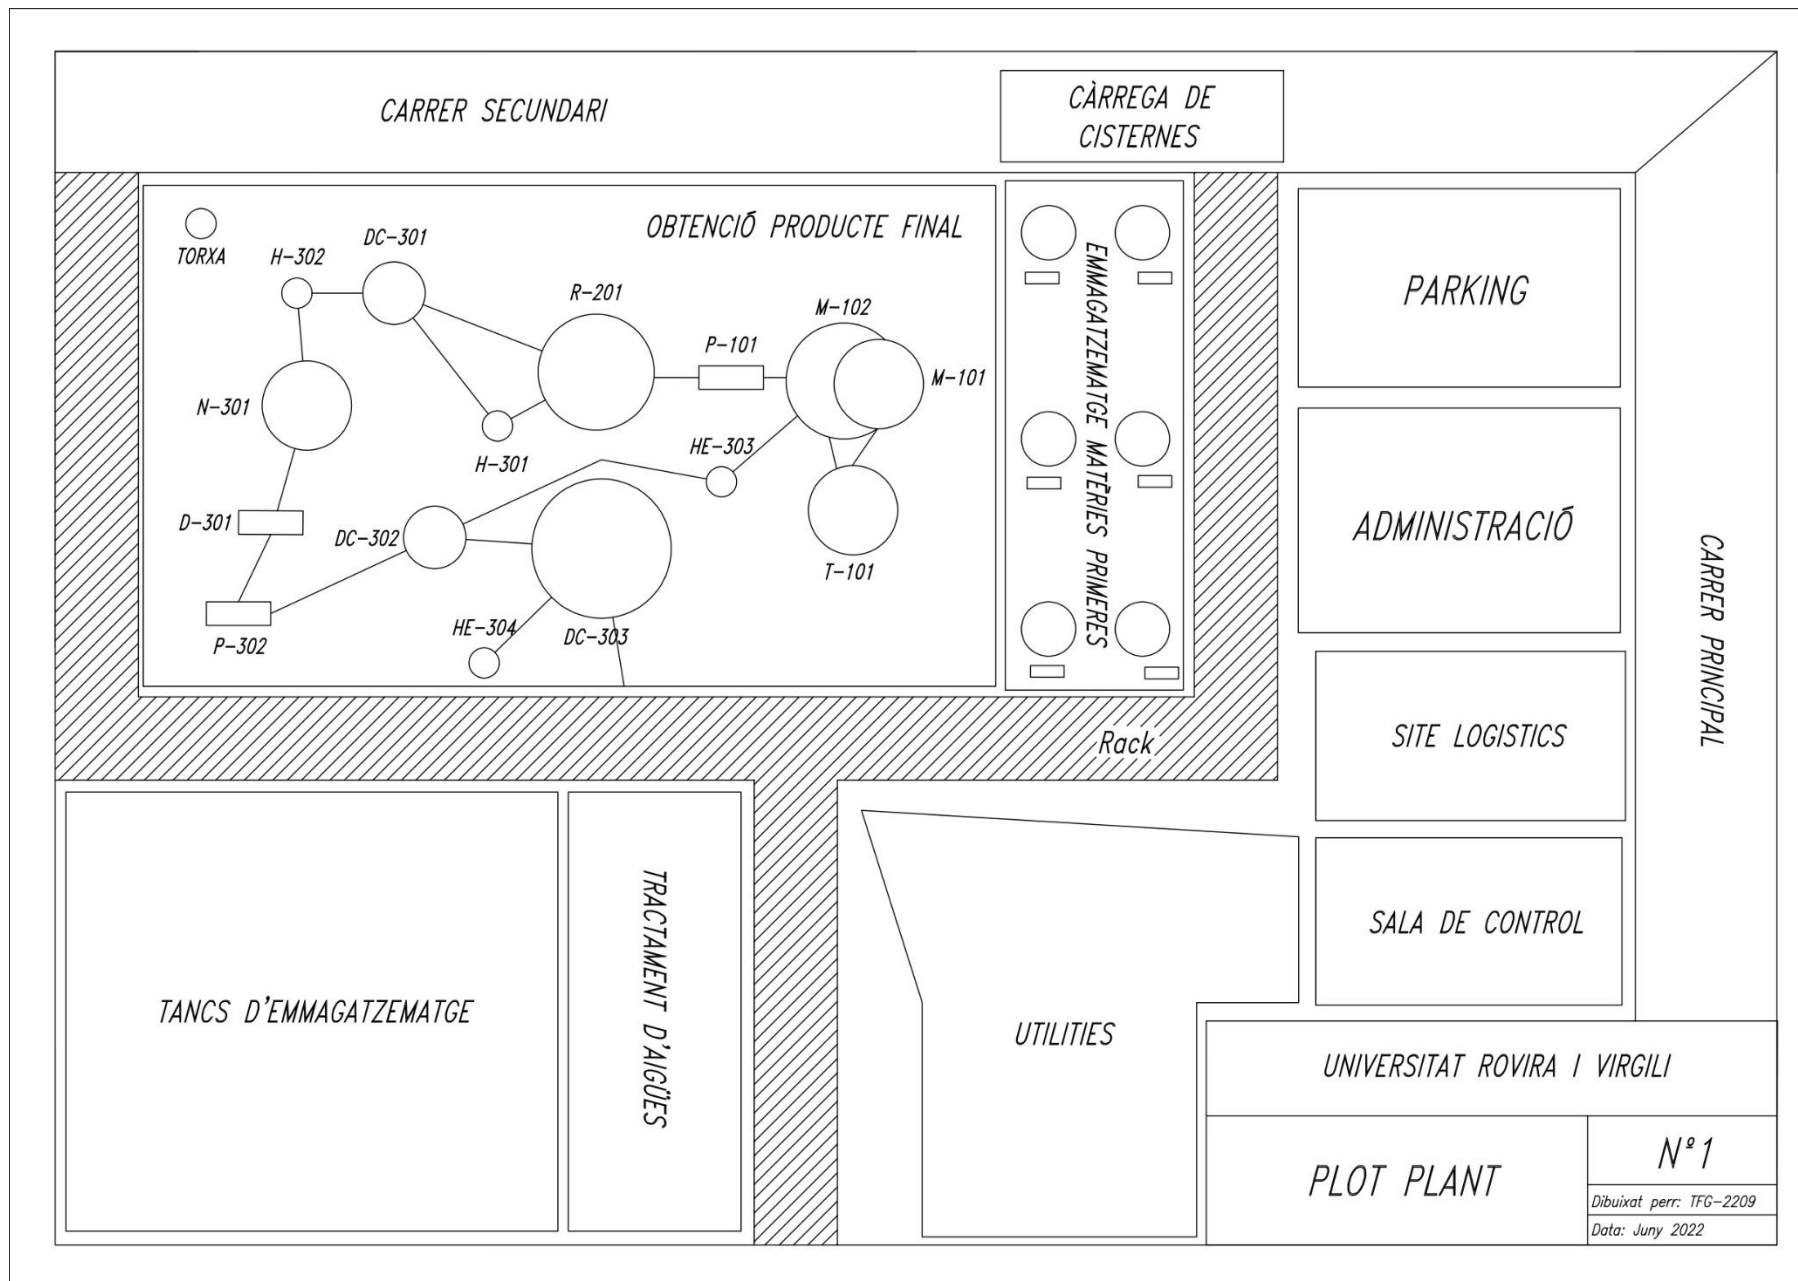 CARRER SECUNDARI
CÀRREGA DE
CISTERNES
TORXA
H-302
DC-301
OBTENCIÓ PRODUCTE FINAL
R-201
M-102
P-101
M-101
N-301
H-301
HE-303
D-301
DC-302
T-101
P-302
HE-304
DC-303
EMMAGATZEMATGE MATÈRIES PRIMERES
PARKING
ADMINISTRACIÓ
SITE LOGISTICS
SALA DE CONTROL
CARRER PRINCIPAL
Rack
TANCS D'EMMAGATZEMATGE
TRACTAMENT D'AIGÜES
UTILITIES
UNIVERSITAT ROVIRA I VIRGILI
PLOT PLANT
Nº1
Dibuixat perr: TFG-2209
Data: Juny 2022